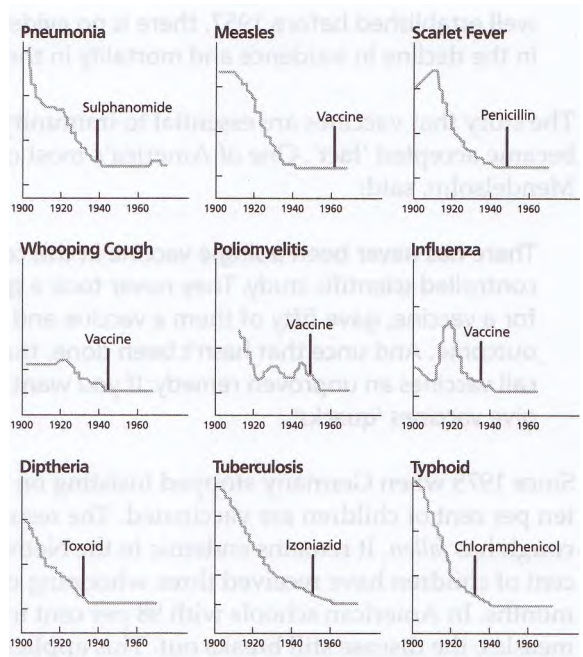 Pneumonia Measles Scarlet Fever
Sulphanomide Vaccine Penicillin
1900 1920 1940 1960 1900 1920 1940 1960 1900 1920 1940 1960
Whooping Cough Poliomyelitis Influenza
Vaccine Vaccine Vaccine
1900 1920 1940 1960 1900 1920 1940 1960 1900 1920 1940 1960
Diptheria Tuberculosis Typhoid
Toxoid Izoniazid Chloramphenicol
1900 1920 1940 1960 1900 1920 1940 1960 1900 1920 1940 1960